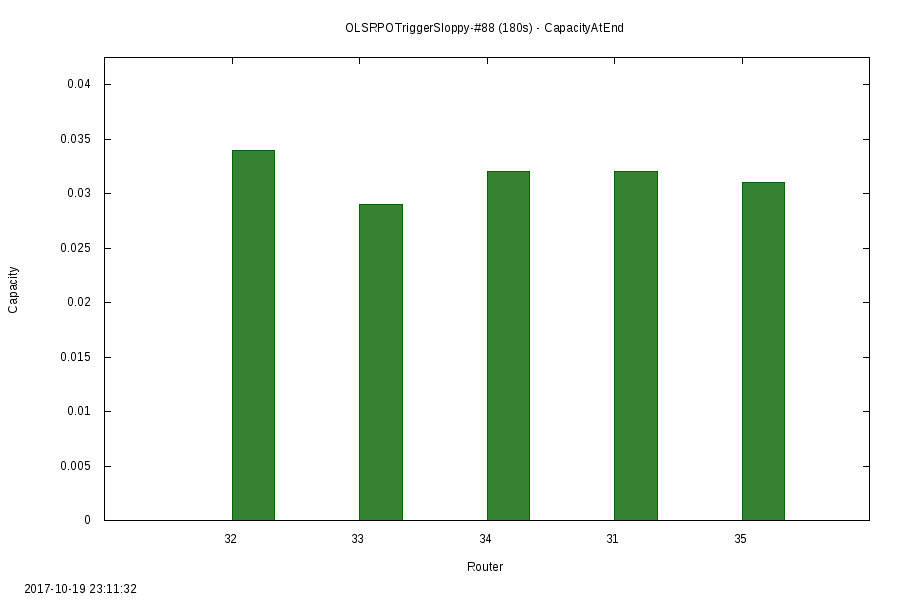 OLSRPOTriggerSloppy-#88 (180s) - CapacityAtEnd
0.04
0.035
0.03
0.025
0.02
0.015
0.01
0.005
0
Capacity
32 33 34 31 35
Router
2017-10-19 23:11:32